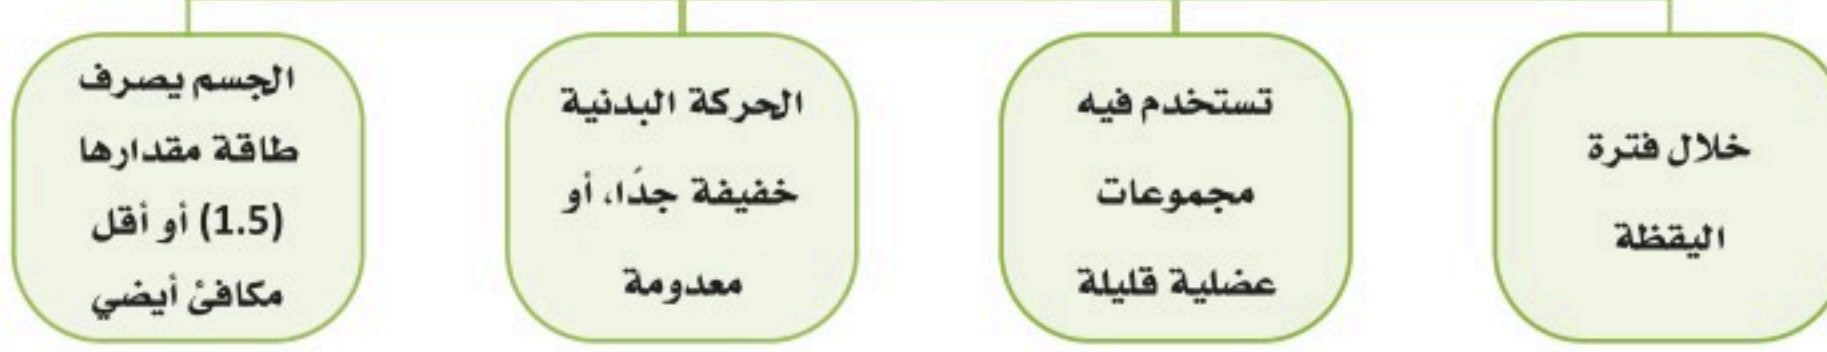 خلال فترة
اليقظة
تستخدم فيه
مجموعات
عضلية قليلة
الحركة البدنية
خفيفة جدًا، أو
معدومة
الجسم يصرف
طاقة مقدارها
(1.5) أو أقل
مكافئ أيضي